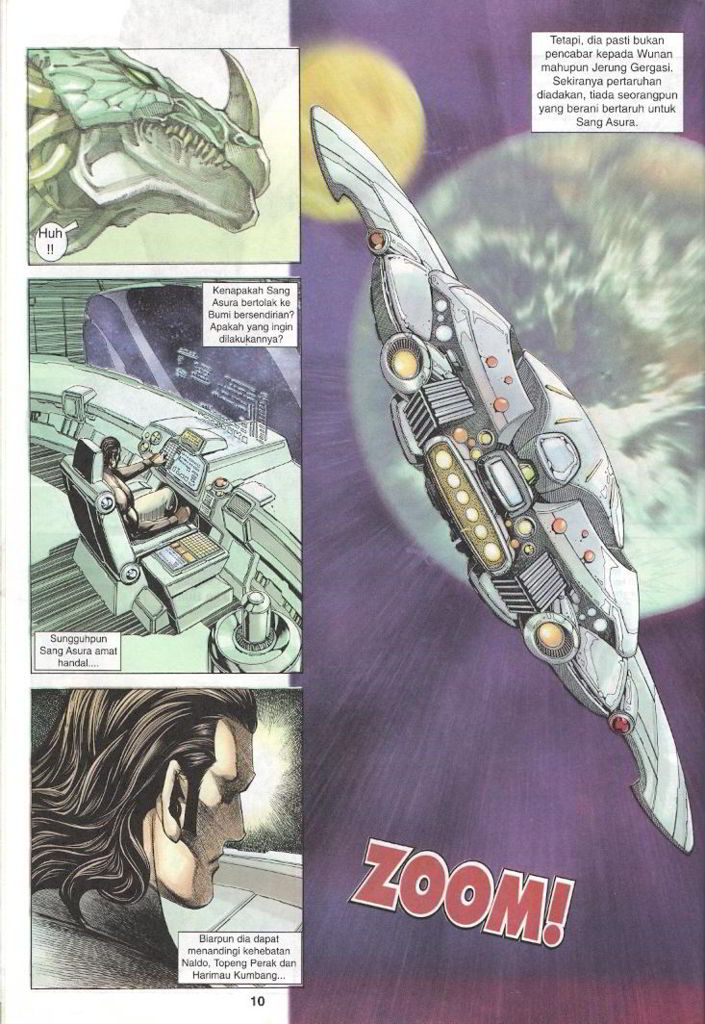 Huh
!!
Kenapakah Sang
Asura bertolak ke
Bumi bersendirian?
Apakah yang ingin
dilakukannya?
Sungguhpun
Sang Asura amat
handal....
Biarpun dia dapat
menandingi kehebatan
Naldo, Topeng Perak dan
Harimau Kumbang...
Tetapi, dia pasti bukan
pencabar kepada Wunan
mahupun Jerung Gergasi.
Sekiranya pertaruhan
diadakan, tiada seorangpun
yang berani bertaruh untuk
Sang Asura.
ZOOM!
10